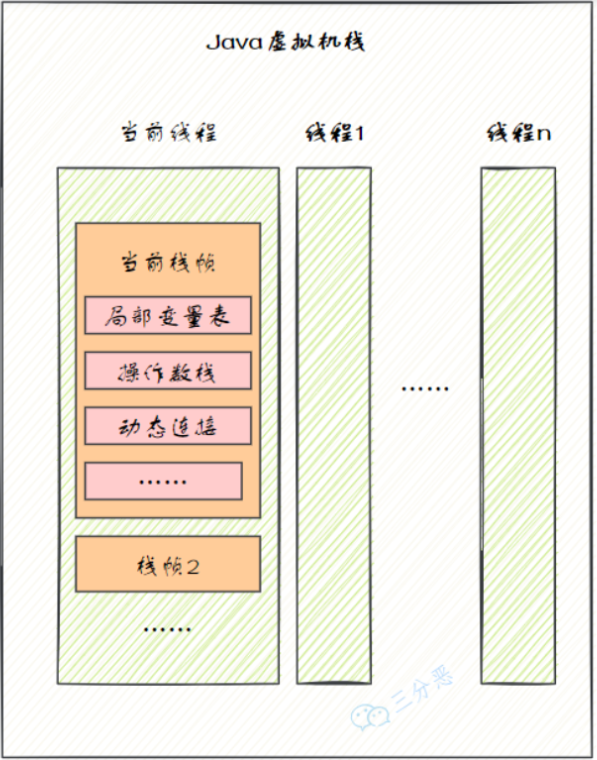 Java虚拟机栈
当前线程 线程1 线程n
当前栈帧
局部变量表
操作数栈
......
动态连接
......
栈帧2
......
三分恶